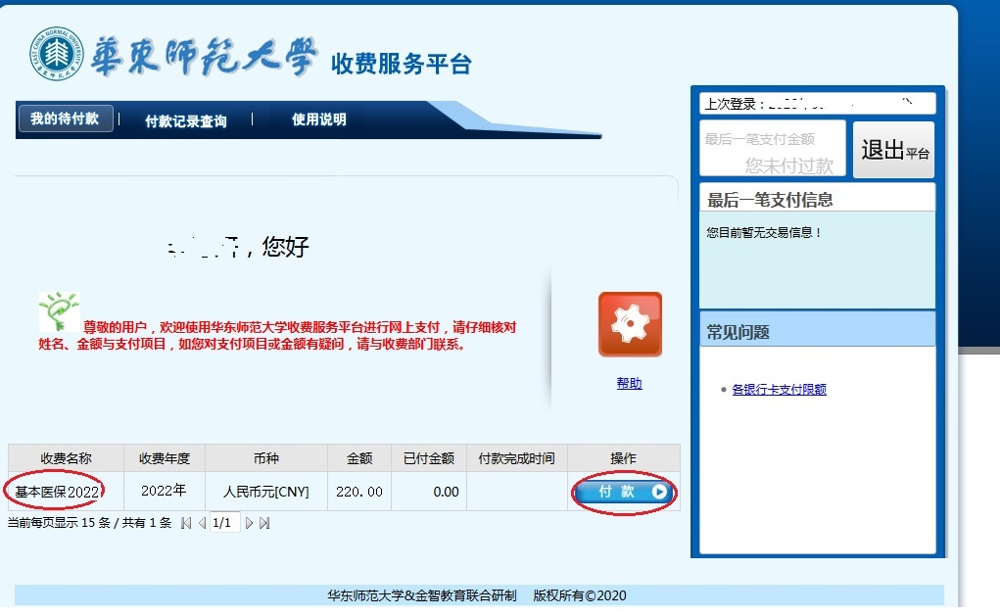 EAST CHINA NORMAL UNIVERSITY
華東師范大学 收费服务平台
我的待付款 付款记录查询 使用说明
上次登录：
最后一笔支付金额
您未付过款
退出平台
最后一笔支付信息
您目前暂无交易信息！
，您好
尊敬的用户，欢迎使用华东师范大学收费服务平台进行网上支付，请仔细核对
姓名、金额与支付项目，如您对支付项目或金额有疑问，请与收费部门联系。
帮助
常见问题
各银行卡支付限额
收费名称 收费年度 币种 金额 已付金额 付款完成时间 操作
基本医保2022 2022年 人民币元[CNY] 220.00 0.00 付 款
当前每页显示 15 条 / 共有 1 条 1/1
华东师范大学&金智教育联合研制 版权所有©2020